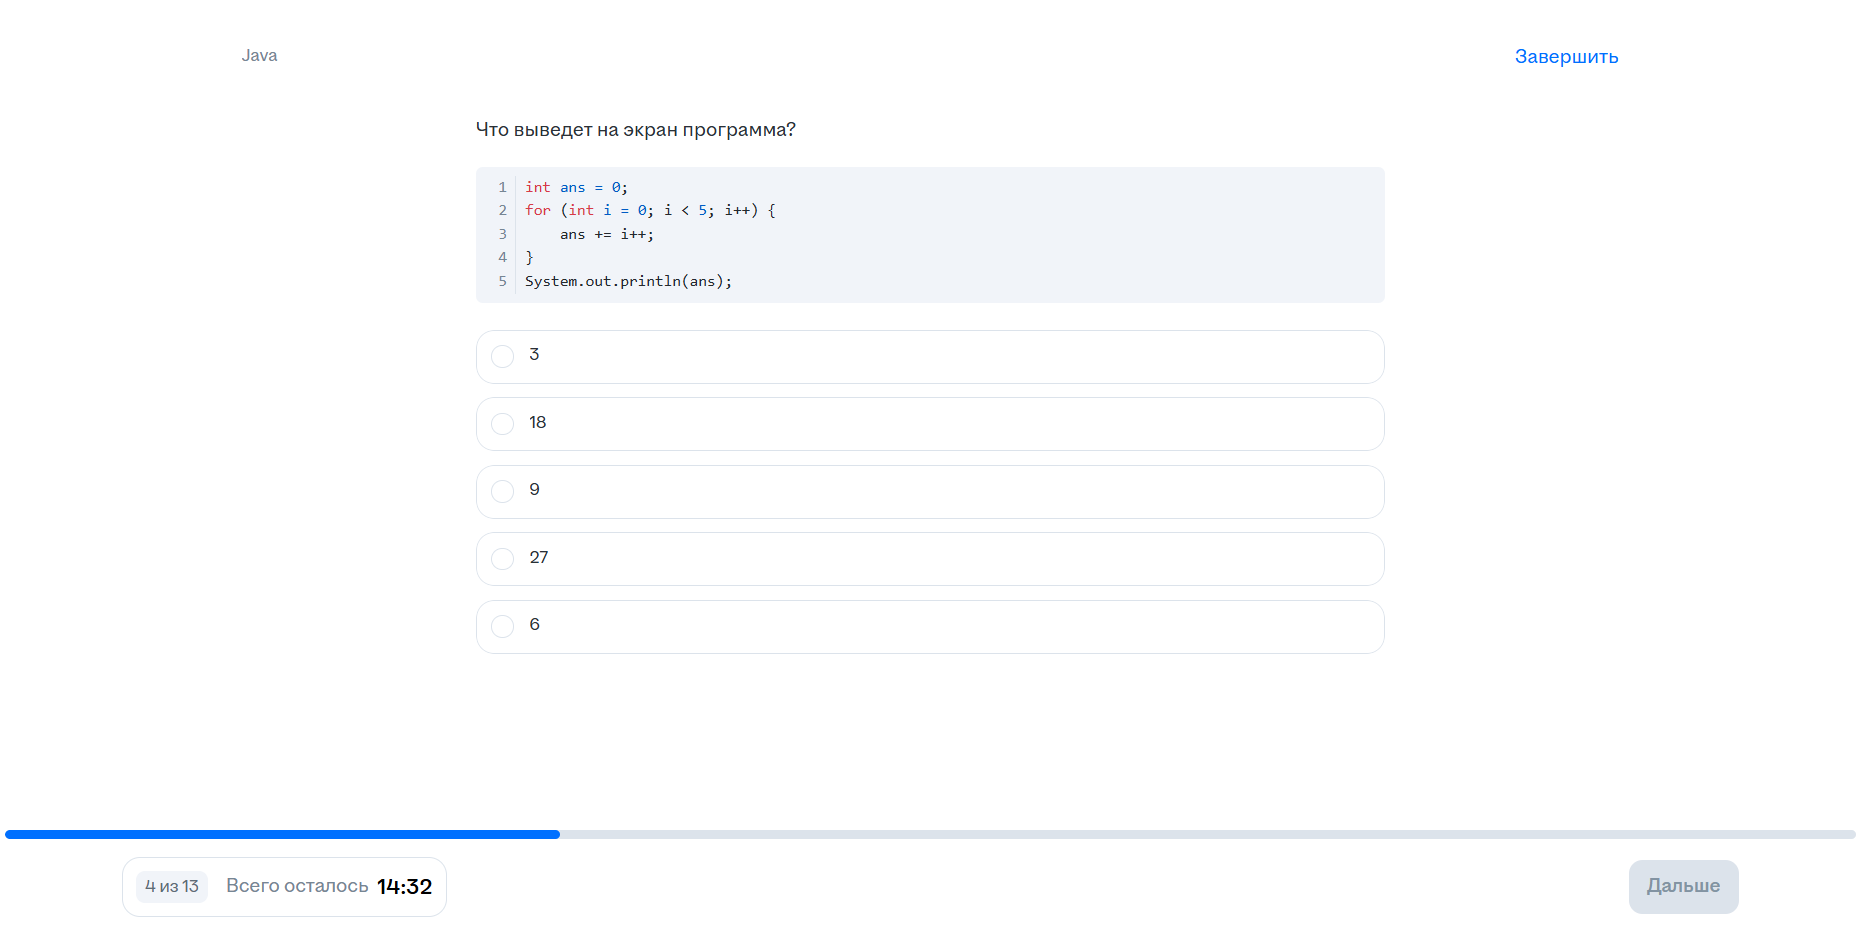 Java
Завершить
Что выведет на экран программа?
1 int ans = 0;
2 for (int i = 0; i < 5; i++) {
3     ans += i++;
4 }
5 System.out.println(ans);
3
18
9
27
6
4 из 13 Всего осталось 14:32
Дальше